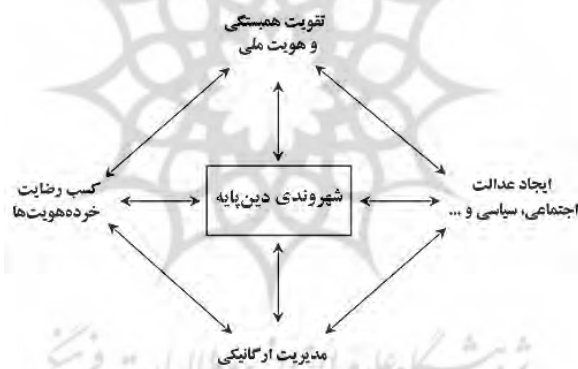 تقویت همبستگی
و هویت ملی
ایجاد عدالت
اجتماعی، سیاسی و ...
شهروندی دین‌پایه
کسب رضایت
خرده‌هویت‌ها
مدیریت ارگانیکی